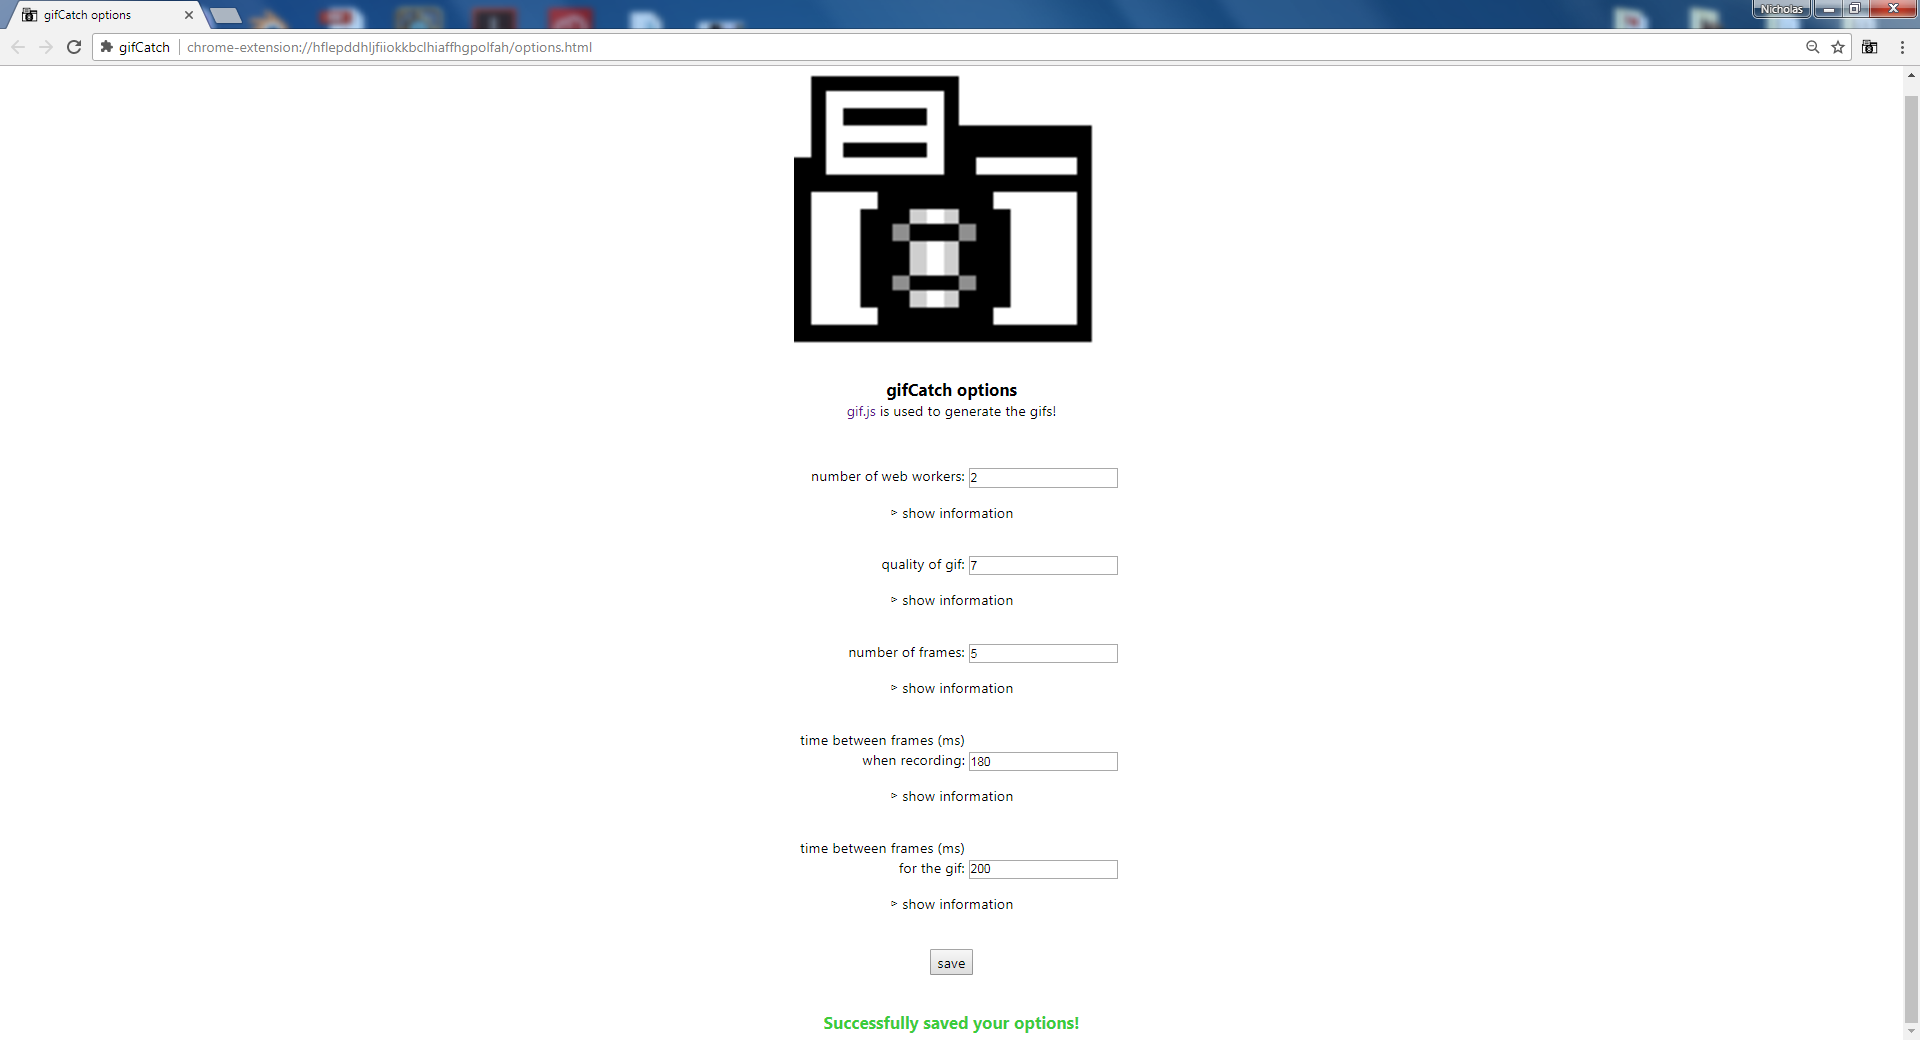 gifCatch options
Nicholas
gifCatch
chrome-extension://hflepddhljfiiokkbclhiaffhgpolfah/options.html
gifCatch options
gif.js is used to generate the gifs!
number of web workers: 2
▹ show information
quality of gif: 7
▹ show information
number of frames: 5
▹ show information
time between frames (ms)
when recording: 180
▹ show information
time between frames (ms)
for the gif: 200
▹ show information
save
Successfully saved your options!